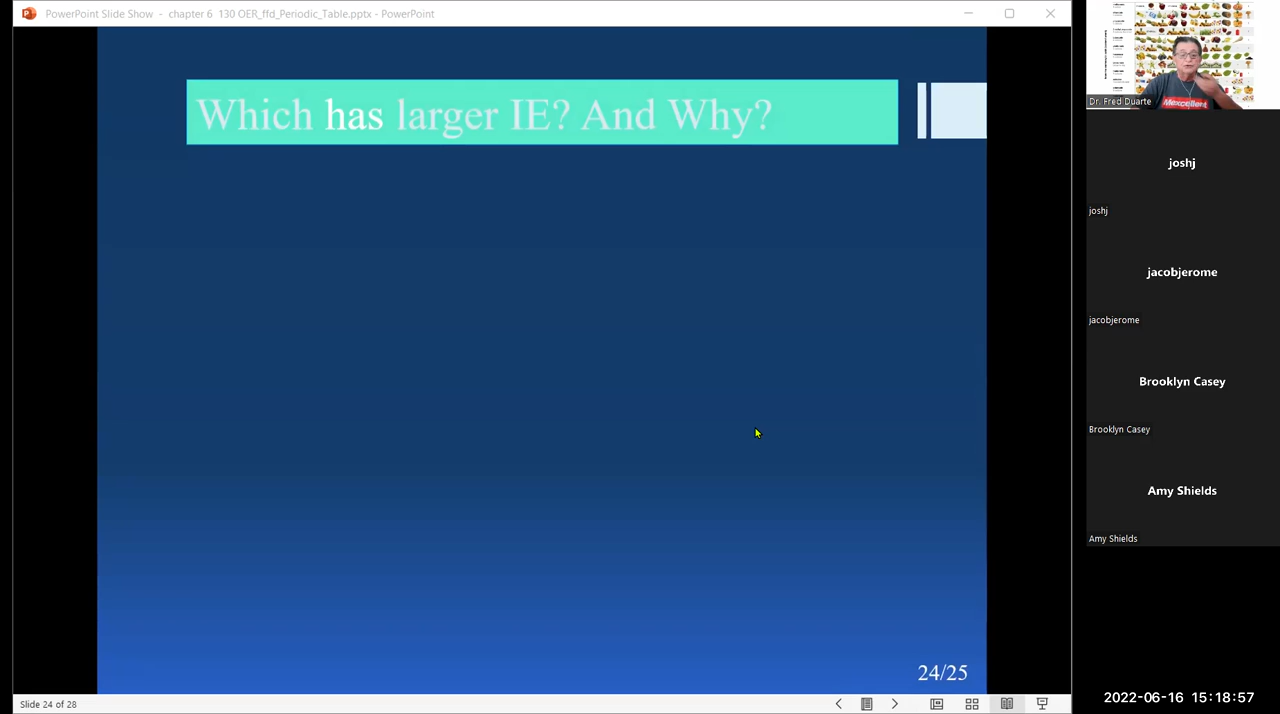 PowerPoint Slide Show - chapter 6 130 OER_ffd_Periodic_Table.pptx - PowerPoint
Which has larger IE? And Why?
24/25
Slide 24 of 28
Mexcellent
Dr. Fred Duarte
joshj
joshj
jacobjerome
jacobjerome
Brooklyn Casey
Brooklyn Casey
Amy Shields
Amy Shields
2022-06-16 15:18:57